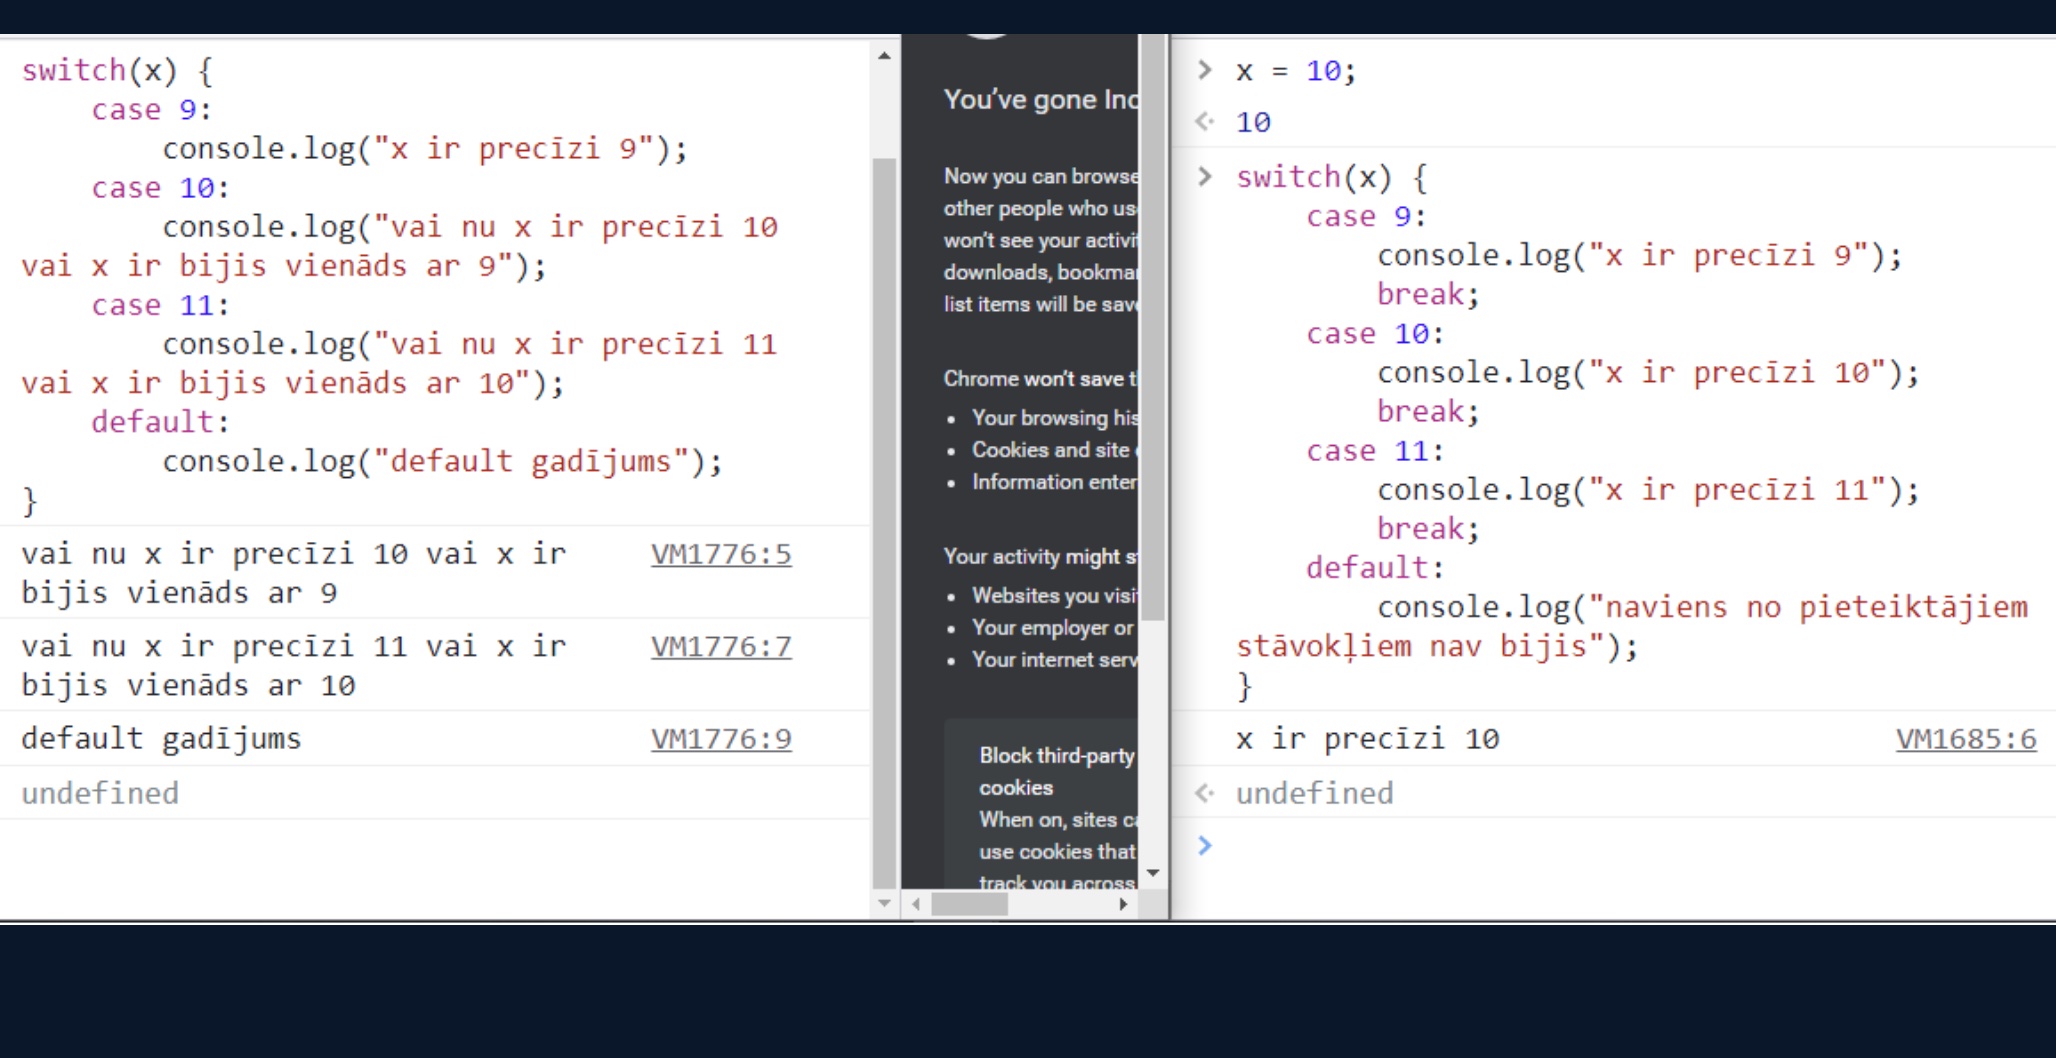 switch(x) {
case 9:
console.log("x ir precīzi 9");
case 10:
console.log("vai nu x ir precīzi 10
vai x ir bijis vienāds ar 9");
case 11:
console.log("vai nu x ir precīzi 11
vai x ir bijis vienāds ar 10");
default:
console.log("default gadījums");
}
vai nu x ir precīzi 10 vai x ir VM1776:5
bijis vienāds ar 9
vai nu x ir precīzi 11 vai x ir VM1776:7
bijis vienāds ar 10
default gadījums VM1776:9
undefined
You’ve gone Inc
Now you can browse
other people who us
won’t see your activi
downloads, bookma
list items will be sav
Chrome won’t save t
• Your browsing his
• Cookies and site
• Information enter
Your activity might s
• Websites you visi
• Your employer or
• Your internet serv
Block third-party
cookies
When on, sites c
use cookies that
track you across
> x = 10;
<· 10
> switch(x) {
case 9:
console.log("x ir precīzi 9");
break;
case 10:
console.log("x ir precīzi 10");
break;
case 11:
console.log("x ir precīzi 11");
break;
default:
console.log("naviens no pieteiktājiem
stāvokļiem nav bijis");
}
x ir precīzi 10 VM1685:6
<· undefined
>